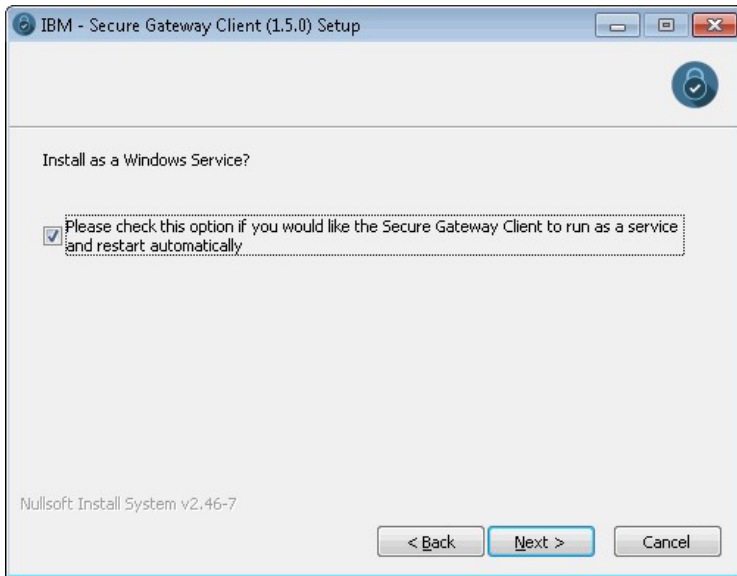 IBM - Secure Gateway Client (1.5.0) Setup
Install as a Windows Service?
Please check this option if you would like the Secure Gateway Client to run as a service
and restart automatically
Nullsoft Install System v2.46-7
< Back
Next >
Cancel